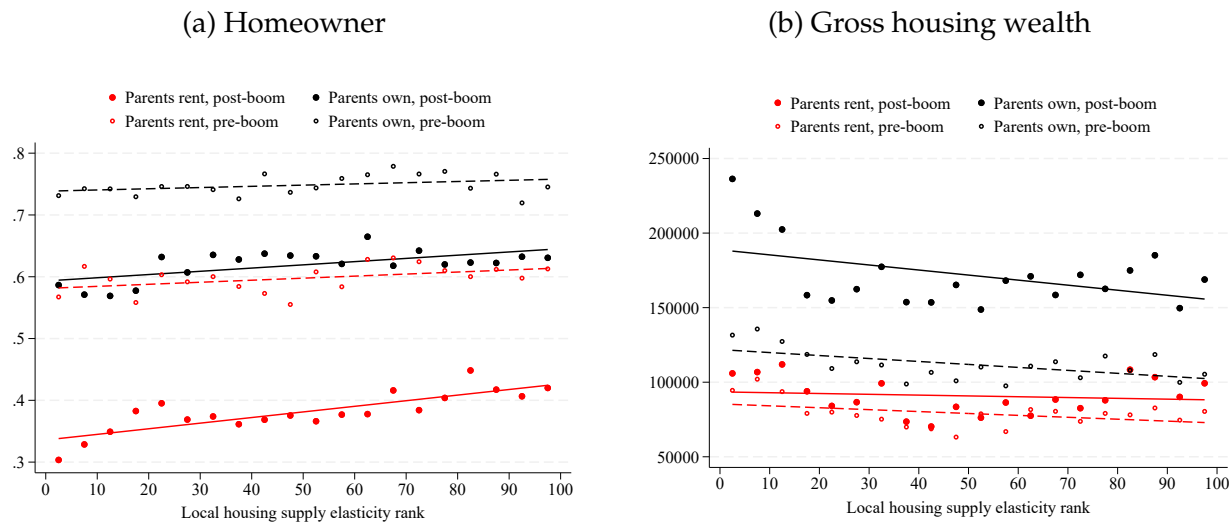 (a) Homeowner
Parents rent, post-boom Parents own, post-boom
Parents rent, pre-boom Parents own, pre-boom
.8
.7
.6
.5
.4
.3
0 10 20 30 40 50 60 70 80 90 100
Local housing supply elasticity rank
(b) Gross housing wealth
Parents rent, post-boom Parents own, post-boom
Parents rent, pre-boom Parents own, pre-boom
250000
200000
150000
100000
50000
0 10 20 30 40 50 60 70 80 90 100
Local housing supply elasticity rank